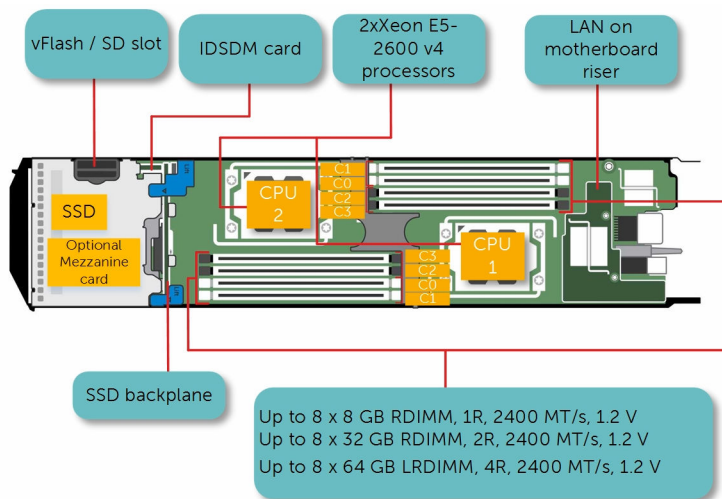 vFlash / SD slot
IDSDM card
2xXeon E5-
2600 v4
processors
LAN on
motherboard
riser
C1
C0
C2
C3
CPU
2
SSD
Optional
Mezzanine
card
C3
C2
C0
C1
CPU
1
SSD backplane
Up to 8 x 8 GB RDIMM, 1R, 2400 MT/s, 1.2 V
Up to 8 x 32 GB RDIMM, 2R, 2400 MT/s, 1.2 V
Up to 8 x 64 GB LRDIMM, 4R, 2400 MT/s, 1.2 V